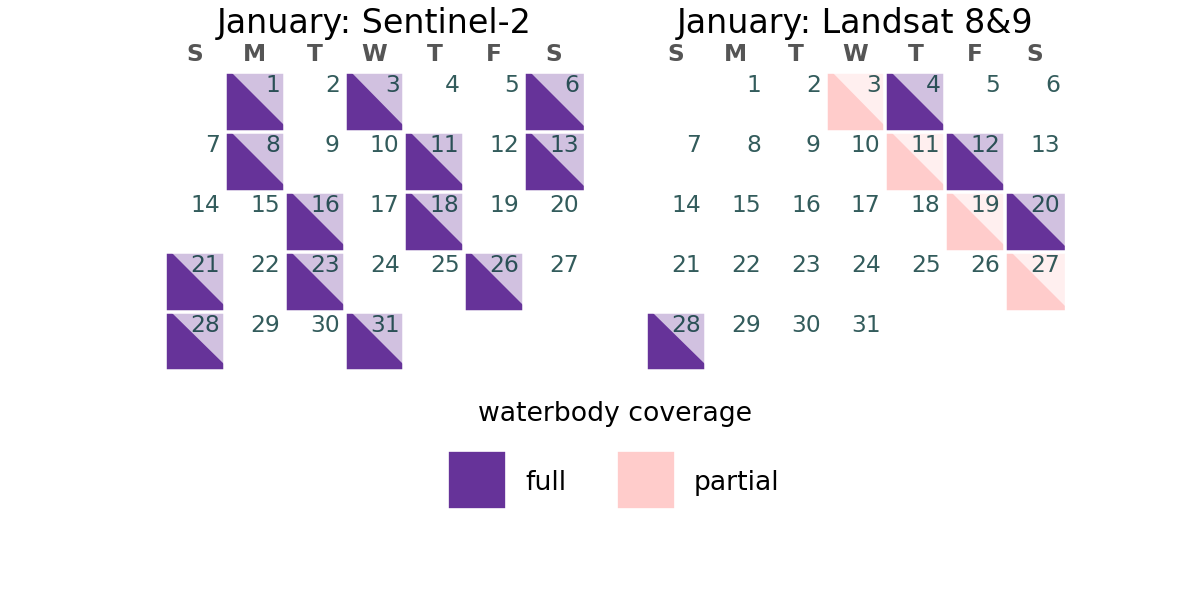 January: Sentinel-2
S M T W T F S
1 2 3 4 5 6
7 8 9 10 11 12 13
14 15 16 17 18 19 20
21 22 23 24 25 26 27
28 29 30 31
January: Landsat 8&9
S M T W T F S
1 2 3 4 5 6
7 8 9 10 11 12 13
14 15 16 17 18 19 20
21 22 23 24 25 26 27
28 29 30 31
waterbody coverage
full partial